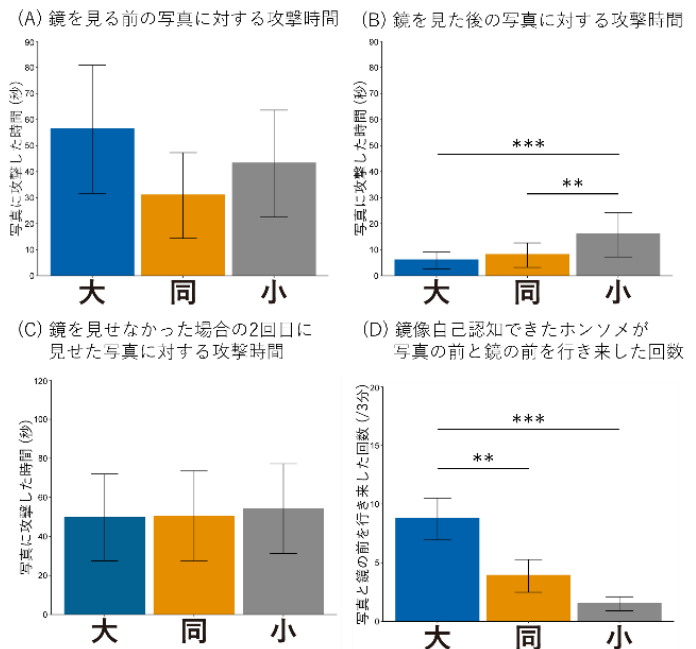 (A) 鏡を見る前の写真に対する攻撃時間
写真に攻撃した時間 (秒)
90
80
70
60
50
40
30
20
10
0
大 同 小
(B) 鏡を見た後の写真に対する攻撃時間
写真に攻撃した時間 (秒)
90
80
70
60
50
40
30
20
10
0
***
**
大 同 小
(C) 鏡を見せなかった場合の2回目に
見せた写真に対する攻撃時間
写真に攻撃した時間 (秒)
120
100
80
60
40
20
0
大 同 小
(D) 鏡像自己認知できたホンソメが
写真の前と鏡の前を行き来した回数
写真と鏡の前を行き来した回数 (/3分)
20
15
10
5
0
***
**
大 同 小